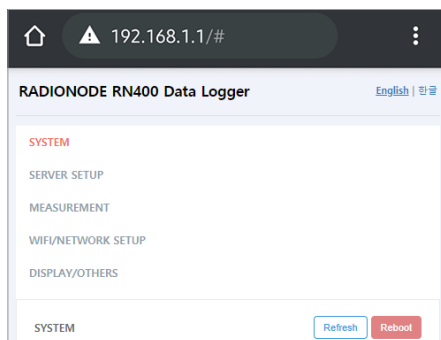 192.168.1.1/#
RADIONODE RN400 Data Logger English | 한글
SYSTEM
SERVER SETUP
MEASUREMENT
WIFI/NETWORK SETUP
DISPLAY/OTHERS
SYSTEM Refresh Reboot